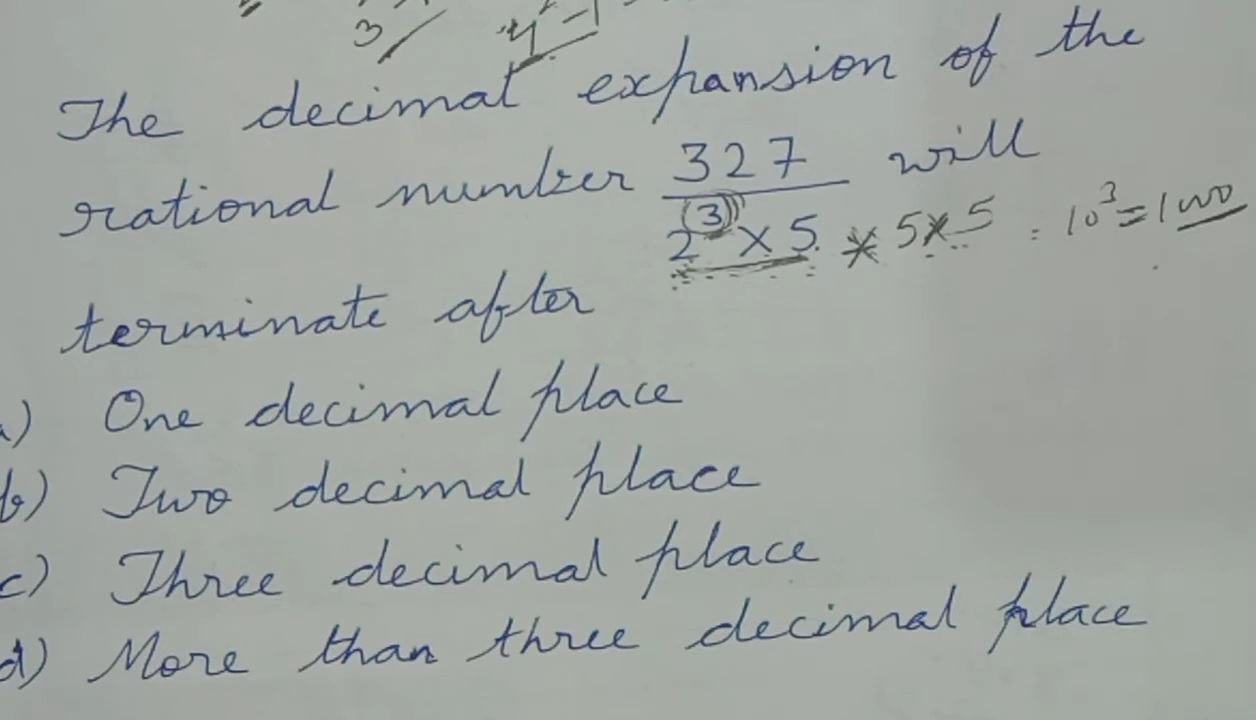 3
The decimal expansion of the
rational number 327 will
2³ × 5 × 5 × 5 = 10³ = 1000
terminate after
a) One decimal place
b) Two decimal place
c) Three decimal place
d) More than three decimal place